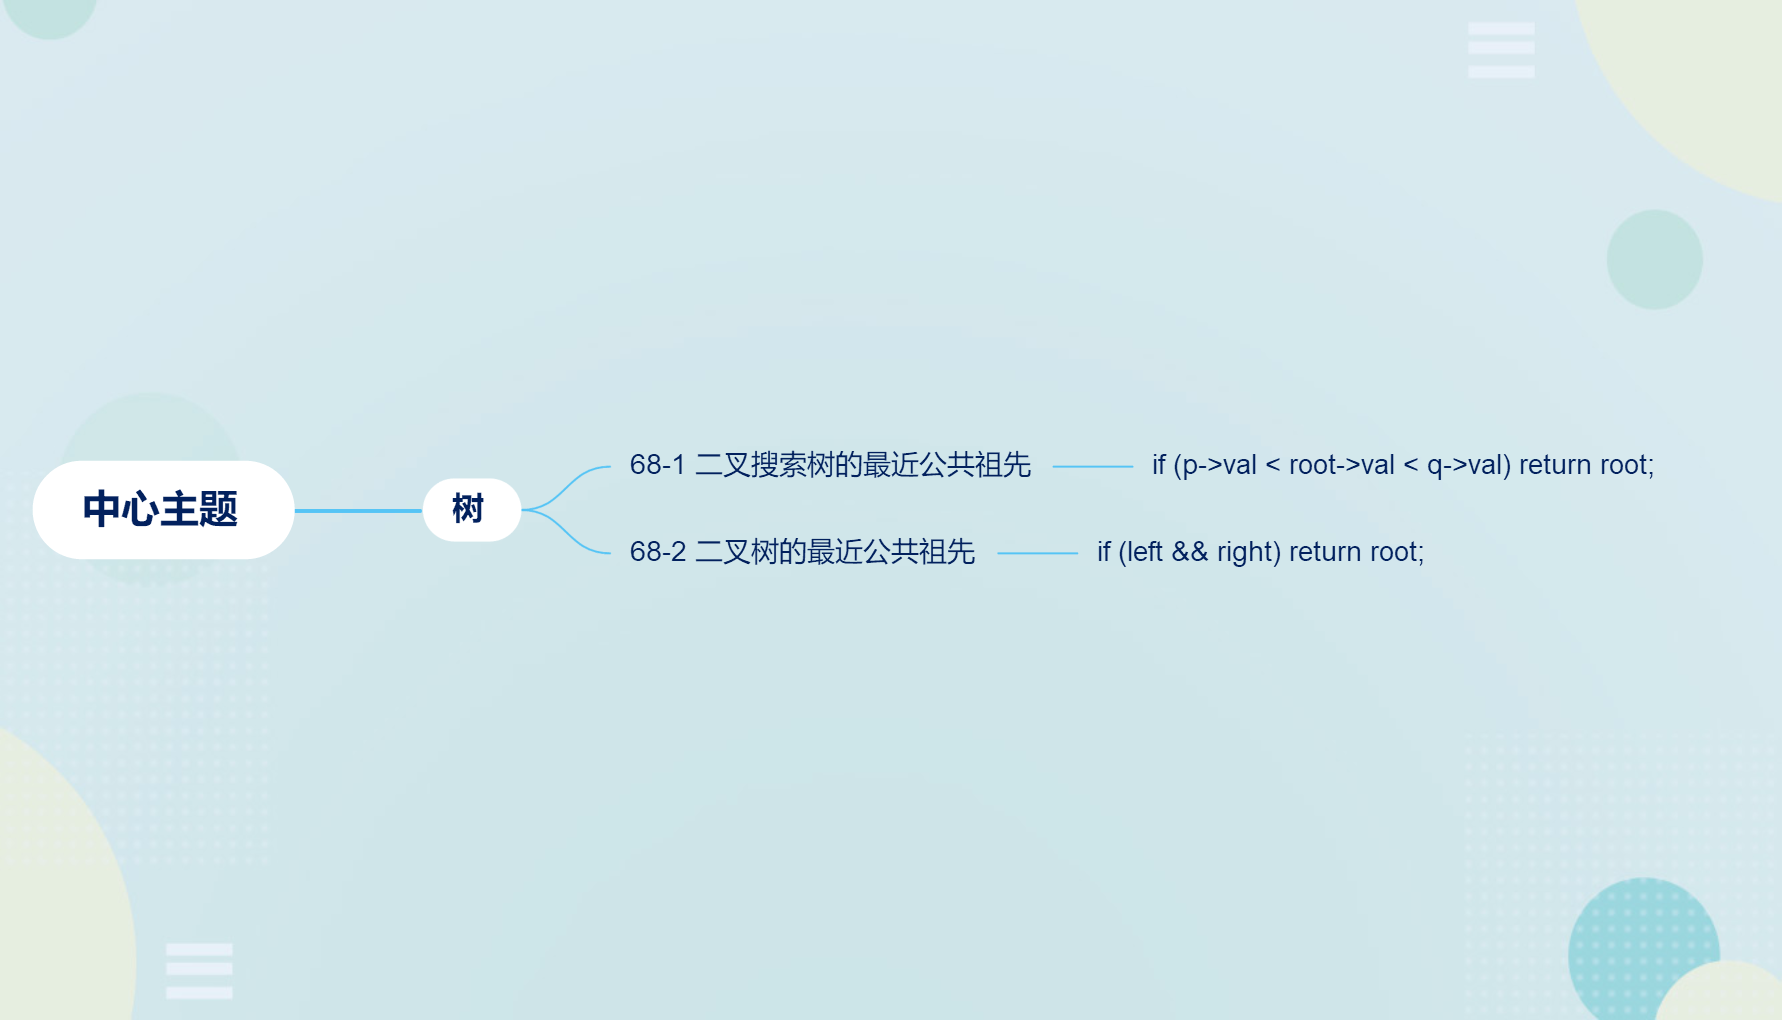 中心主题
树
68-1 二叉搜索树的最近公共祖先
if (p->val < root->val < q->val) return root;
68-2 二叉树的最近公共祖先
if (left && right) return root;